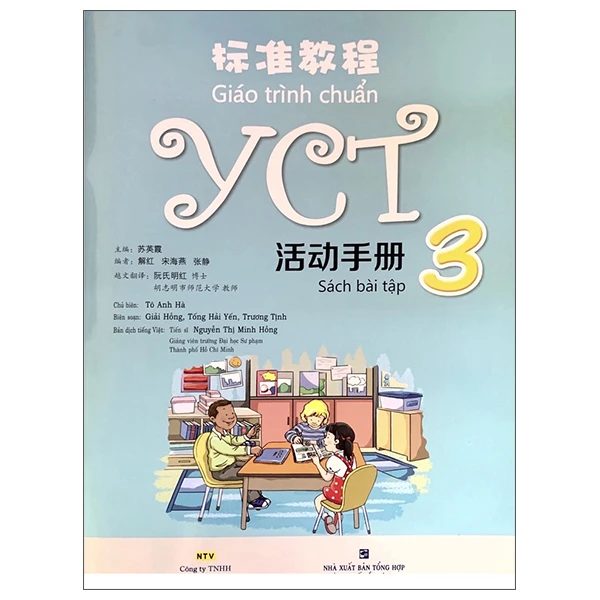 标准教程
Giáo trình chuẩn
YCT
3
活动手册
Sách bài tập
主编：苏英霞
编者：解红 宋海燕 张静
越文翻译：阮氏明红 博士
胡志明市师范大学 教师
Chủ biên: Tô Anh Hà
Biên soạn: Giải Hồng, Tống Hải Yến, Trương Tịnh
Bản dịch tiếng Việt: Tiến sĩ Nguyễn Thị Minh Hồng
Giảng viên trường Đại học Sư phạm
Thành phố Hồ Chí Minh
NTV
Công ty TNHH
NHÀ XUẤT BẢN TỔNG HỢP